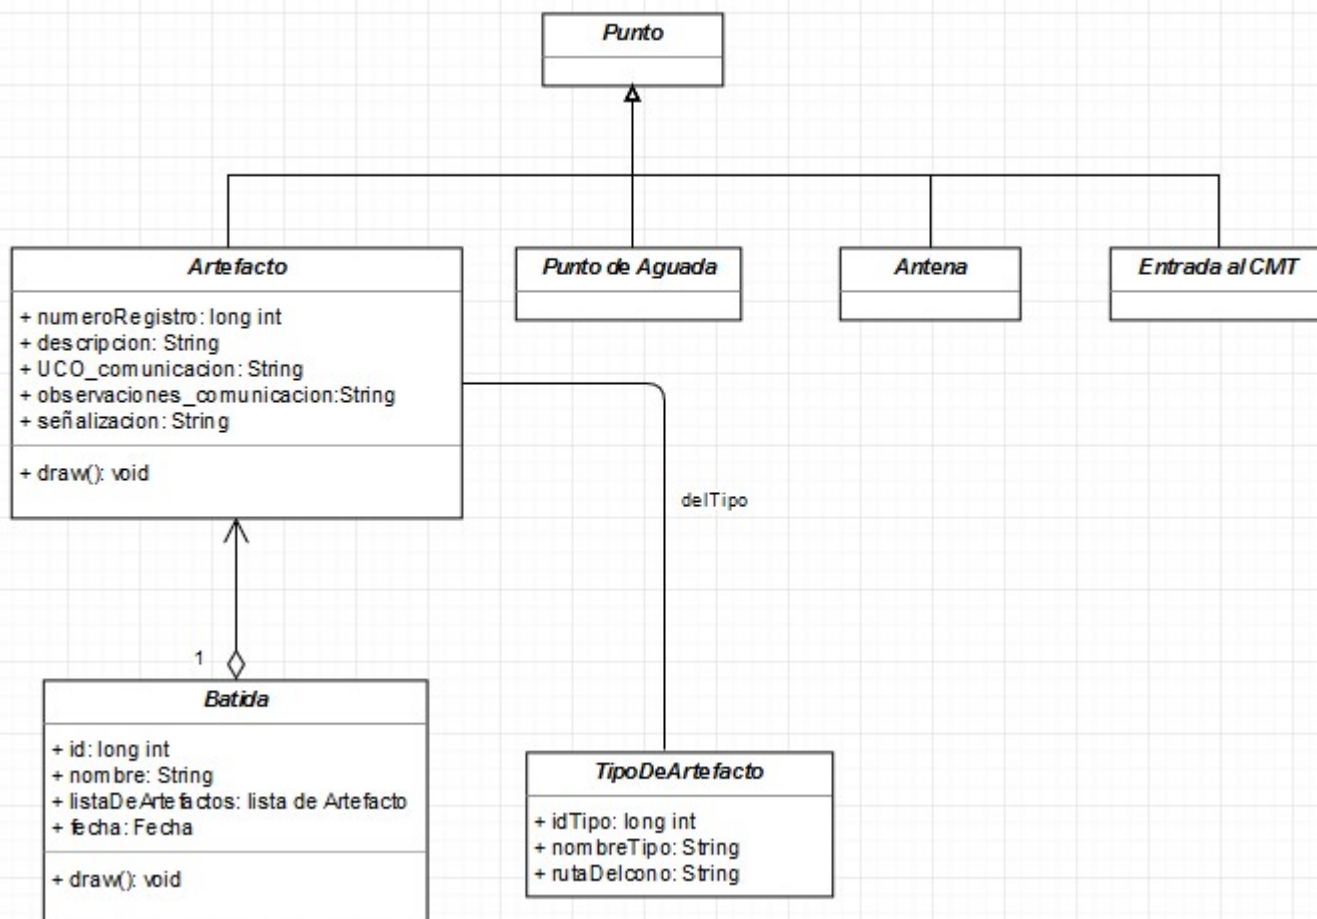 Punto
Artefacto
+ numeroRegistro: long int
+ descripcion: String
+ UCO_comunicacion: String
+ observaciones_comunicacion:String
+ señalizacion: String
+ draw(): void
Punto de Aguada
Antena
Entrada al CMT
delTipo
1
Batida
+ id: long int
+ nombre: String
+ listaDeArtefactos: lista de Artefacto
+ fecha: Fecha
+ draw(): void
TipoDeArtefacto
+ idTipo: long int
+ nombreTipo: String
+ rutaDeIcono: String